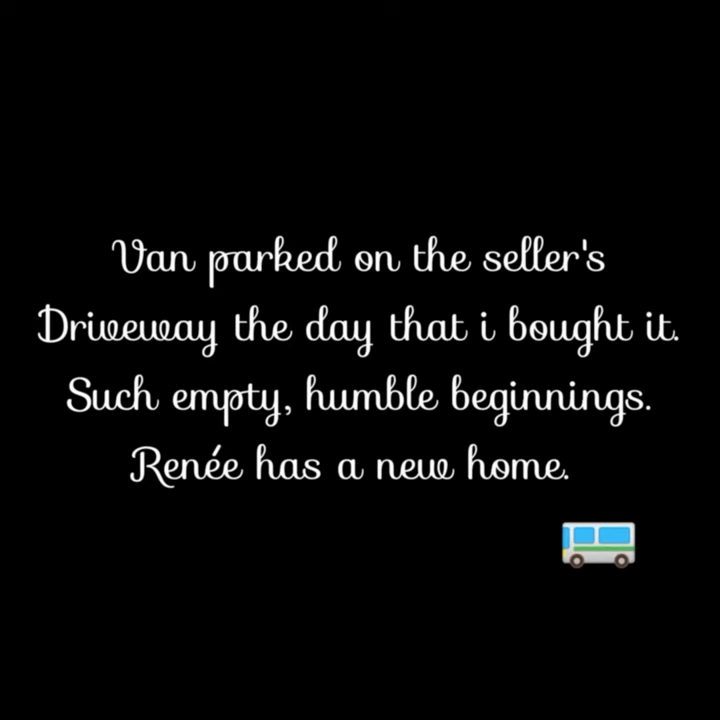 Van parked on the seller's
Driveway the day that i bought it.
Such empty, humble beginnings.
Renée has a new home.